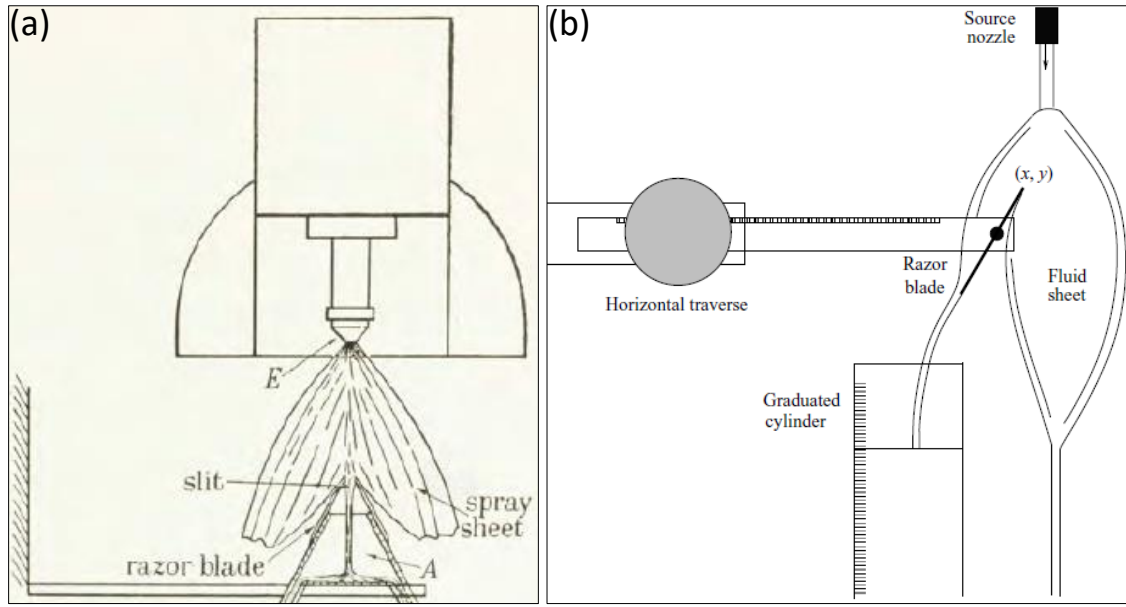 (a)
E
slit
spray
sheet
razor blade
A
(b)
Source
nozzle
(x, y)
Razor
blade
Fluid
sheet
Horizontal traverse
Graduated
cylinder